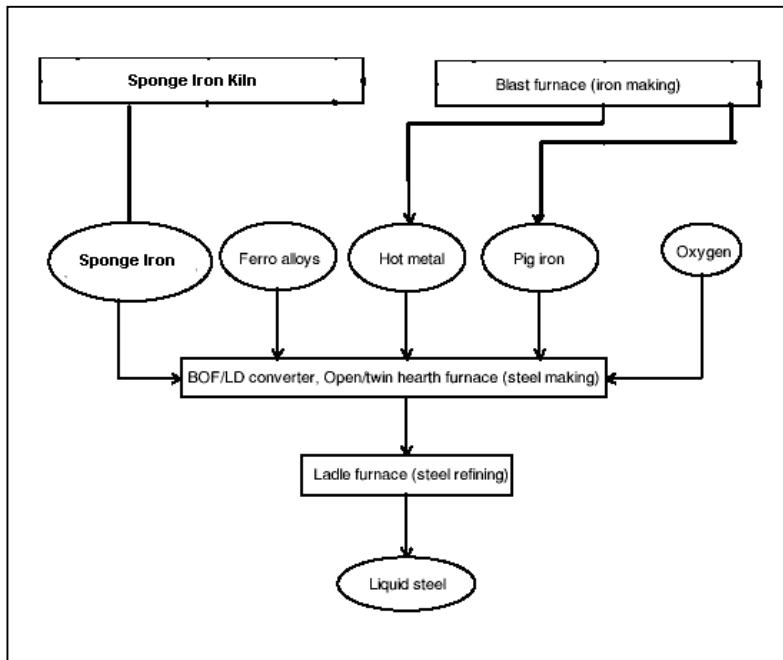 Sponge Iron Kiln
Blast furnace (iron making)
Sponge Iron
Ferro alloys
Hot metal
Pig iron
Oxygen
BOF/LD converter, Open/twin hearth furnace (steel making)
Ladle furnace (steel refining)
Liquid steel